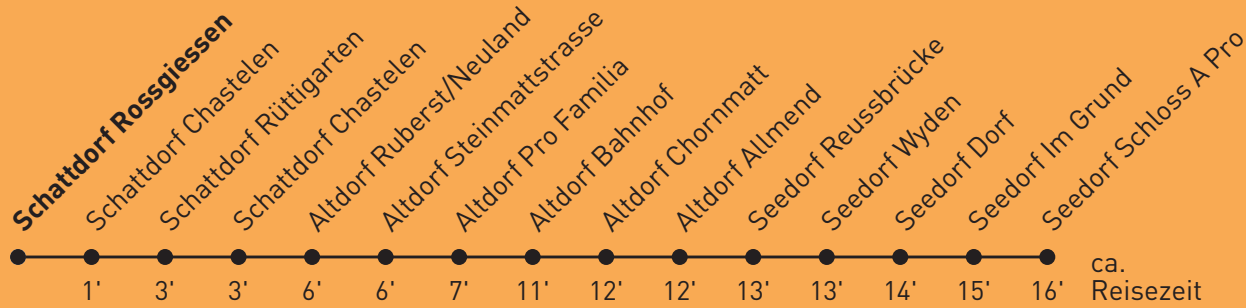 Schattdorf Rossgiessen
Schattdorf Chastelen
Schattdorf Rüttigarten
Schattdorf Chastelen
Altdorf Ruberst/Neuland
Altdorf Steinmattstrasse
Altdorf Pro Familia
Altdorf Bahnhof
Altdorf Chornmatt
Altdorf Allmend
Seedorf Reussbrücke
Seedorf Wyden
Seedorf Dorf
Seedorf Im Grund
Seedorf Schloss A Pro
1' 3' 3' 6' 6' 7' 11' 12' 12' 13' 13' 14' 15' 16'
ca.
Reisezeit